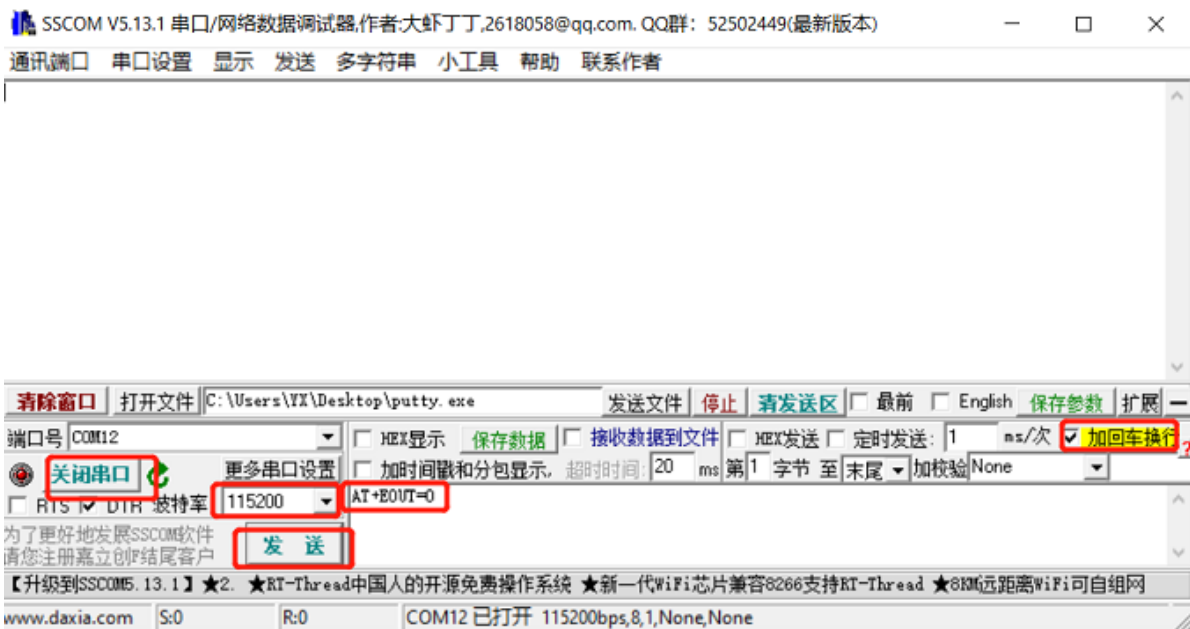 SSCOM V5.13.1 串口/网络数据调试器,作者:大虾丁丁,2618058@qq.com. QQ群：52502449(最新版本)
通讯端口 串口设置 显示 发送 多字符串 小工具 帮助 联系作者
清除窗口 打开文件 C:\Users\YX\Desktop\putty.exe 发送文件 停止 清发送区 最前 English 保存参数 扩展
端口号 COM12 HEX显示 保存数据 接收数据到文件 HEX发送 定时发送: 1 ms/次 加回车换行
关闭串口 更多串口设置 加时间戳和分包显示, 超时时间: 20 ms 第1 字节 至 末尾 加校验 None
RTS DTR 波特率 115200 AT+EOUT=0
为了更好地发展SSCOM软件
请您注册嘉立创F结尾客户
发 送
【升级到SSCOM5.13.1】★2. ★RT-Thread中国人的开源免费操作系统 ★新一代WiFi芯片兼容8266支持RT-Thread ★8KM远距离WiFi可自组网
www.daxia.com S:0 R:0 COM12 已打开 115200bps,8,1,None,None